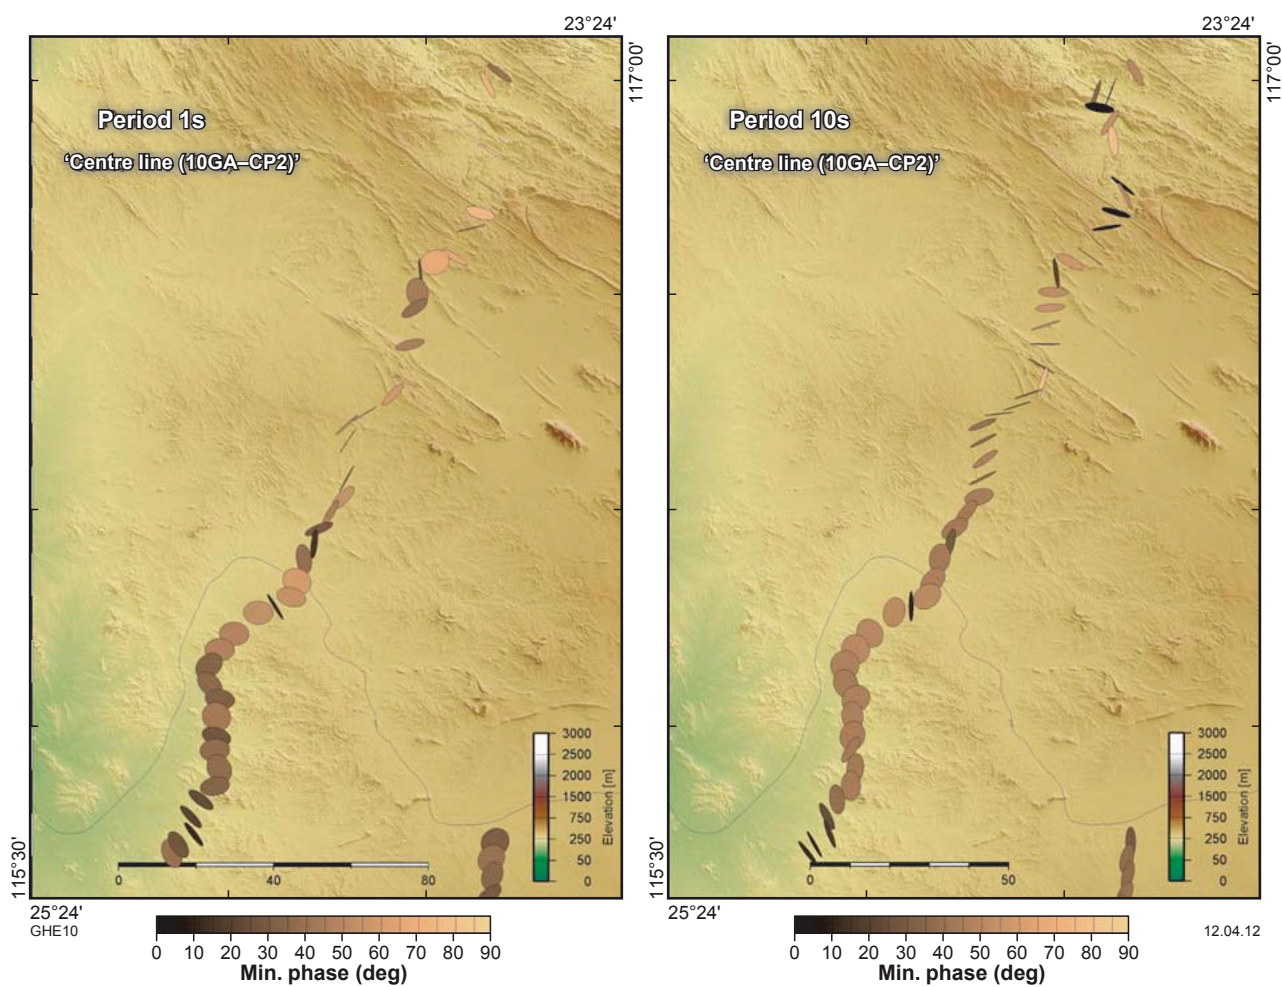 23°24'
23°24'
117°00'
117°00'
Period 1s
Period 10s
‘Centre line (10GA–CP2)’
‘Centre line (10GA–CP2)’
3000
2500
2000
1500
750
250
50
0
Elevation [m]
3000
2500
2000
1500
750
250
50
0
Elevation [m]
115°30'
115°30'
0 40 80
0 50
25°24'
25°24'
GHE10
12.04.12
0 10 20 30 40 50 60 70 80 90
0 10 20 30 40 50 60 70 80 90
Min. phase (deg)
Min. phase (deg)